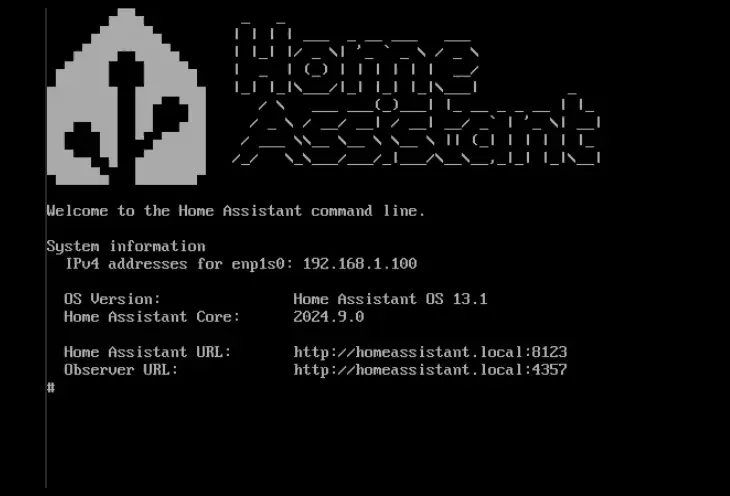 Home
Assistant
Welcome to the Home Assistant command line.
System information
IPv4 addresses for enp1s0: 192.168.1.100
OS Version: Home Assistant OS 13.1
Home Assistant Core: 2024.9.0
Home Assistant URL: http://homeassistant.local:8123
Observer URL: http://homeassistant.local:4357
#